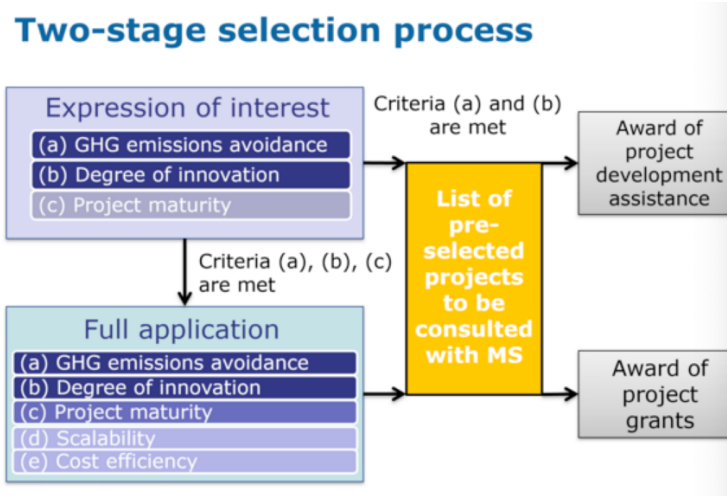 Two-stage selection process
Expression of interest
(a) GHG emissions avoidance
(b) Degree of innovation
(c) Project maturity
Criteria (a) and (b)
are met
Award of
project
development
assistance
List of
pre-
selected
projects
to be
consulted
with MS
Criteria (a), (b), (c)
are met
Full application
(a) GHG emissions avoidance
(b) Degree of innovation
(c) Project maturity
(d) Scalability
(e) Cost efficiency
Award of
project
grants